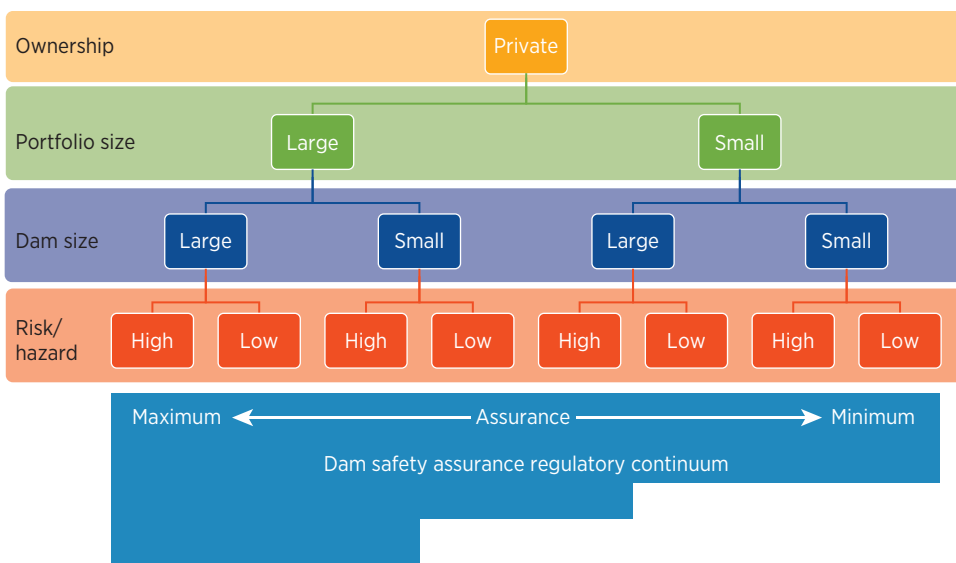 Ownership
Private
Portfolio size
Large
Small
Dam size
Large
Small
Large
Small
Risk/
hazard
High
Low
High
Low
High
Low
High
Low
Maximum
Assurance
Minimum
Dam safety assurance regulatory continuum